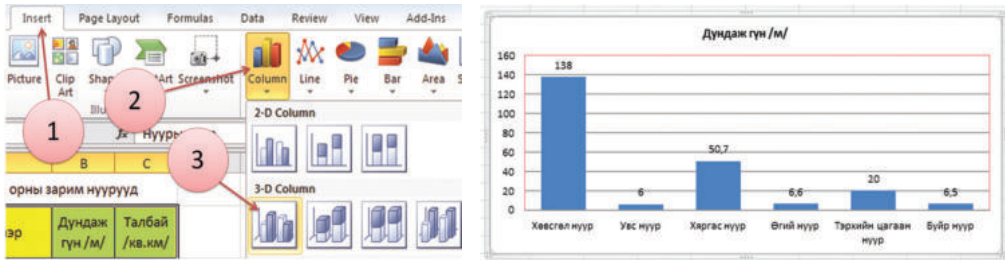 Insert Page Layout Formulas Data Review View Add-Ins
Picture Clip Art Screenshot Column Line Pie Bar Area
2
1
2-D Column
fx
3
B C
3-D Column
орны зарим нуурууд
Дундаж Талбай
гүн /м/ /кв.км/
Дундаж гүн /м/
160
140
120
100
80
60
40
20
0
138
6
50,7
6,6
20
6,5
Хөвсгөл нуур Увс нуур Хяргас нуур Өгий нуур Тэрхийн цагаан нуур Буйр нуур